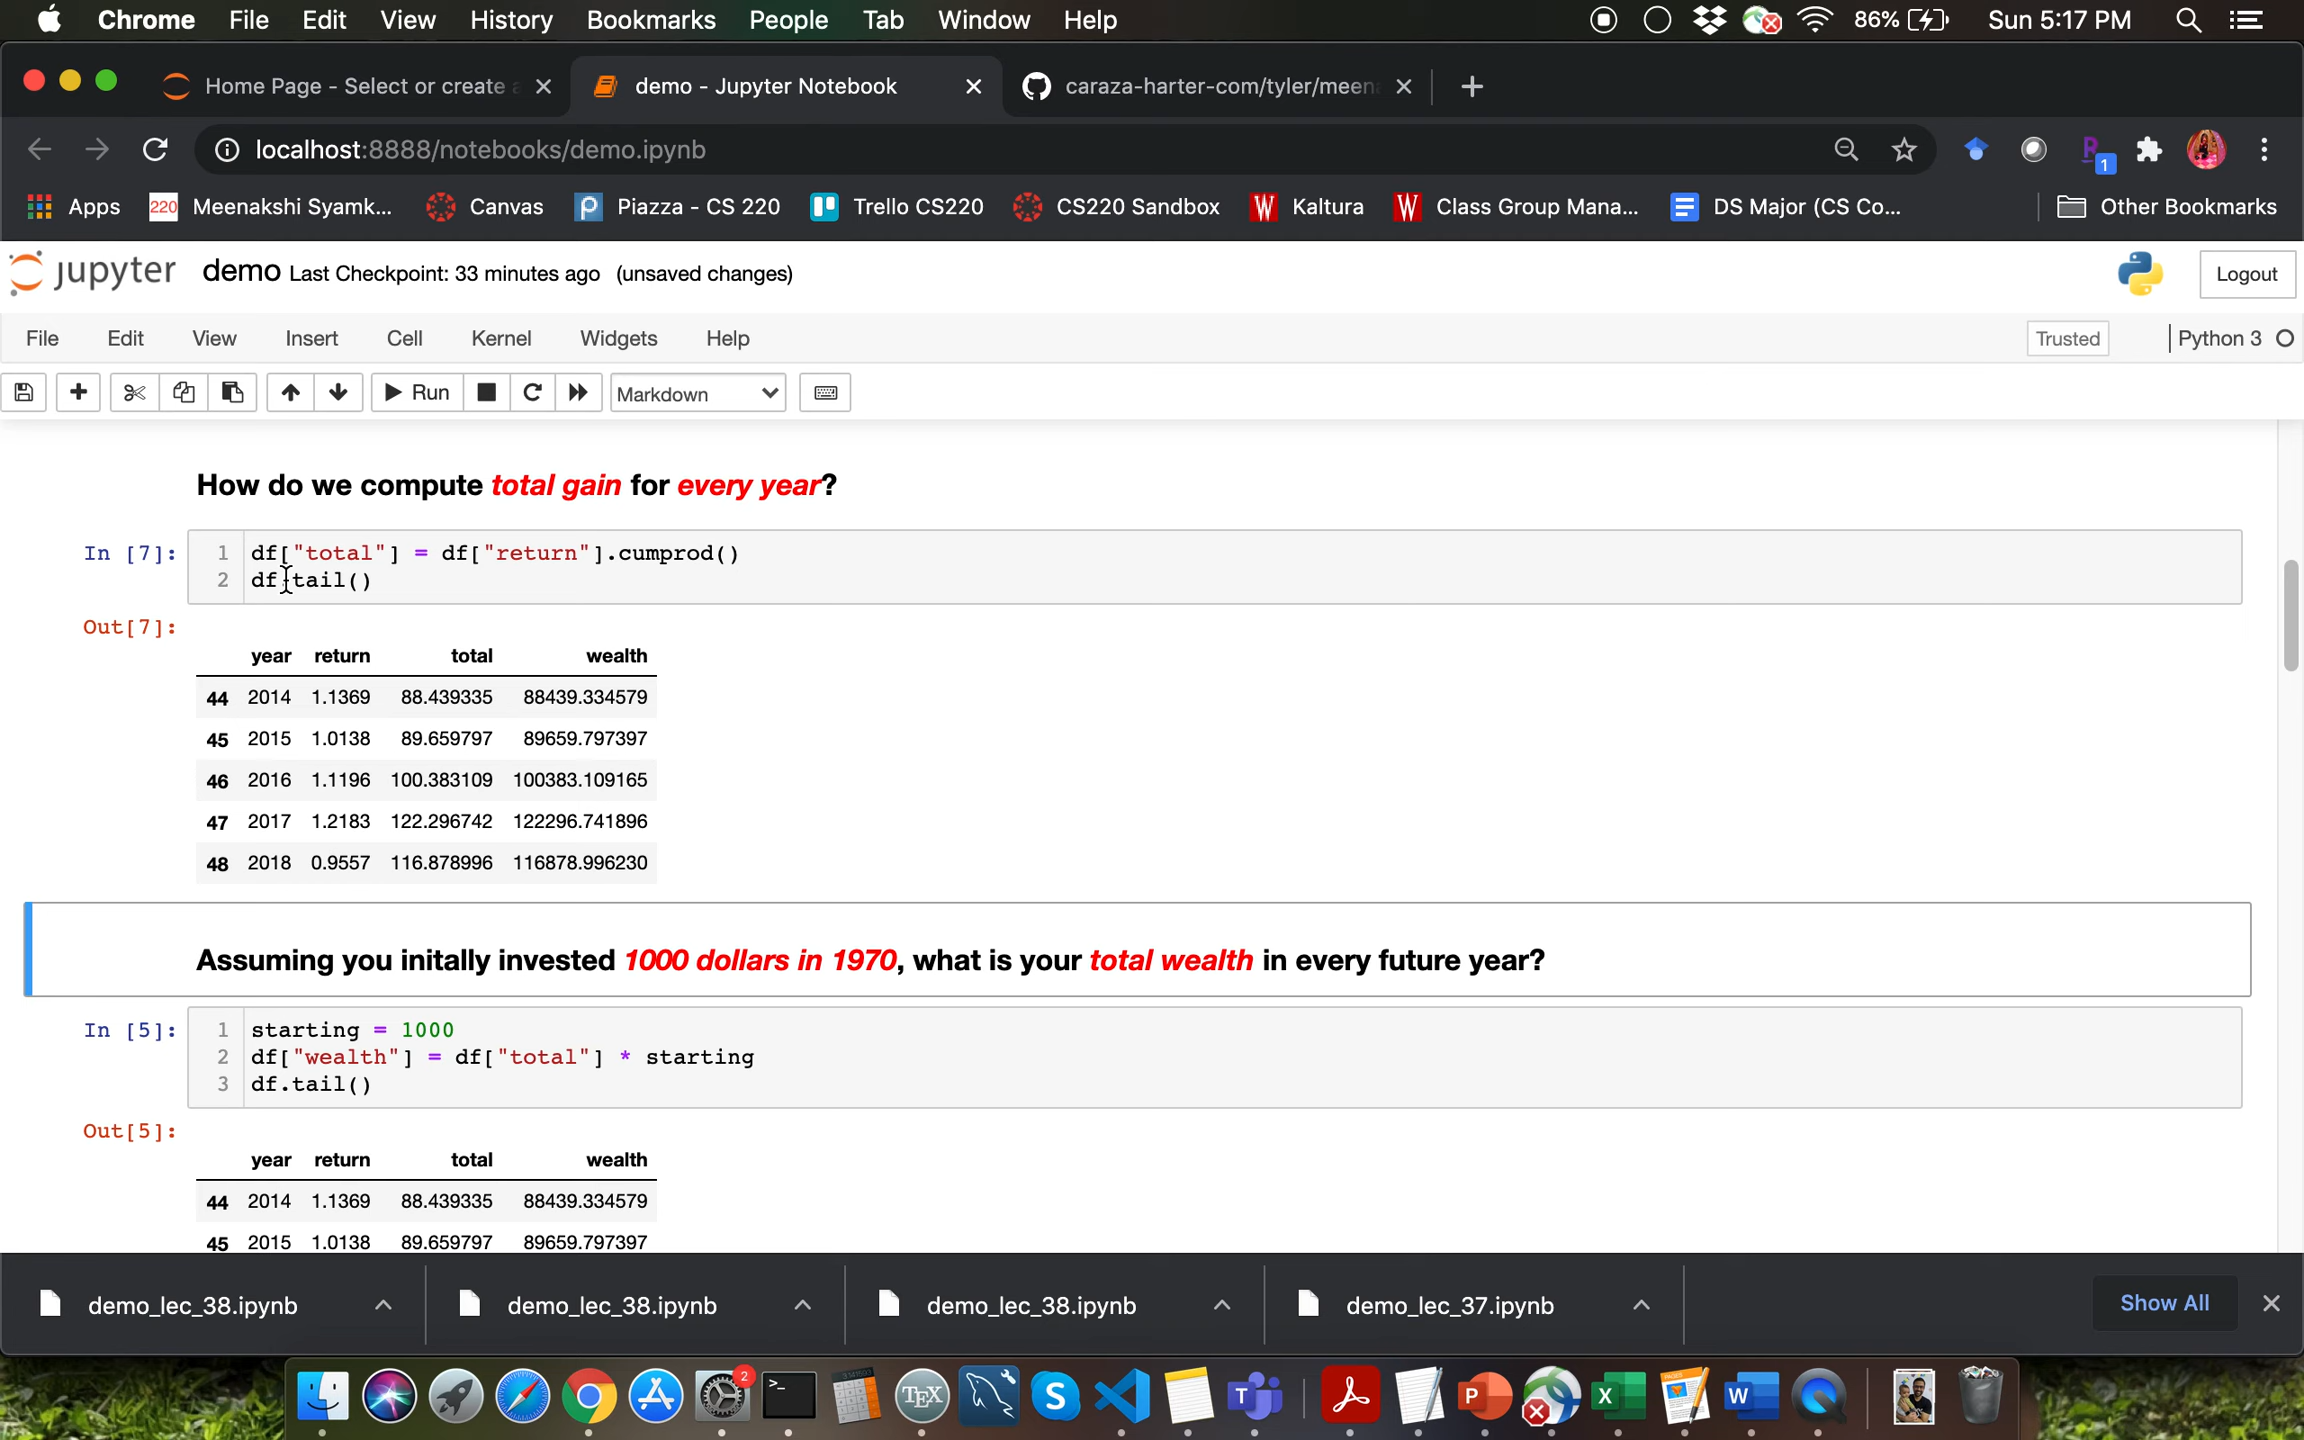 Chrome File Edit View History Bookmarks People Tab Window Help 86% Sun 5:17 PM
Home Page - Select or create a demo - Jupyter Notebook caraza-harter-com/tyler/meena
localhost:8888/notebooks/demo.ipynb 1
Apps 220 Meenakshi Syamk... Canvas Piazza - CS 220 Trello CS220 CS220 Sandbox Kaltura Class Group Mana... DS Major (CS Co... Other Bookmarks
jupyter demo Last Checkpoint: 33 minutes ago (unsaved changes) Logout
File Edit View Insert Cell Kernel Widgets Help Trusted Python 3
Run Markdown
How do we compute total gain for every year?
In [7]: 1 df["total"] = df["return"].cumprod()
2 df.tail()
Out[7]:
year return total wealth
44 2014 1.1369 88.439335 88439.334579
45 2015 1.0138 89.659797 89659.797397
46 2016 1.1196 100.383109 100383.109165
47 2017 1.2183 122.296742 122296.741896
48 2018 0.9557 116.878996 116878.996230
Assuming you initally invested 1000 dollars in 1970, what is your total wealth in every future year?
In [5]: 1 starting = 1000
2 df["wealth"] = df["total"] * starting
3 df.tail()
Out[5]:
year return total wealth
44 2014 1.1369 88.439335 88439.334579
45 2015 1.0138 89.659797 89659.797397
demo_lec_38.ipynb demo_lec_38.ipynb demo_lec_38.ipynb demo_lec_37.ipynb Show All
2 TEX S T P X W